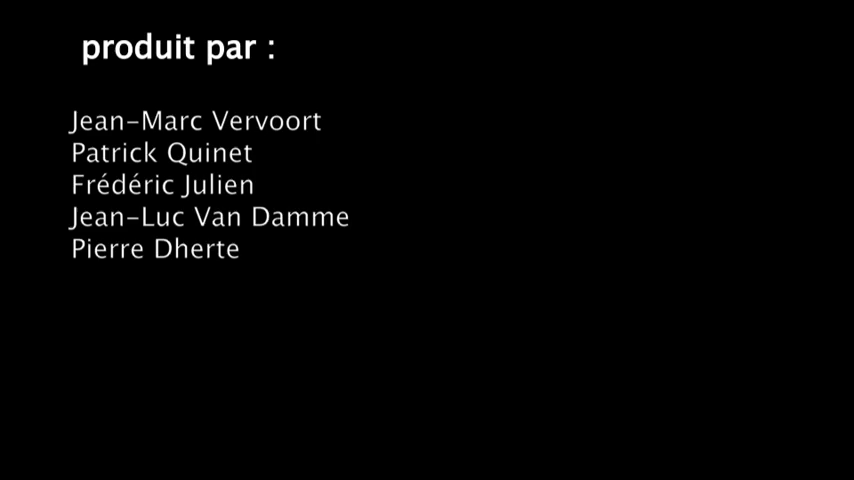 produit par :
Jean-Marc Vervoort
Patrick Quinet
Frédéric Julien
Jean-Luc Van Damme
Pierre Dherte